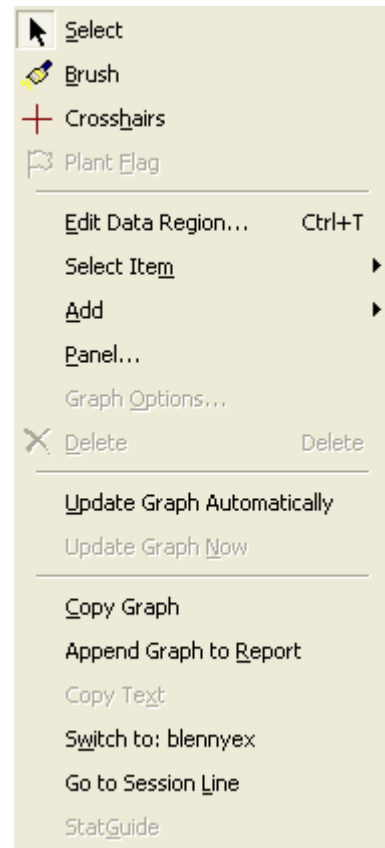 Select
Brush
Crosshairs
Plant Flag
Edit Data Region... Ctrl+T
Select Item
Add
Panel...
Graph Options...
Delete Delete
Update Graph Automatically
Update Graph Now
Copy Graph
Append Graph to Report
Copy Text
Switch to: blennyex
Go to Session Line
StatGuide